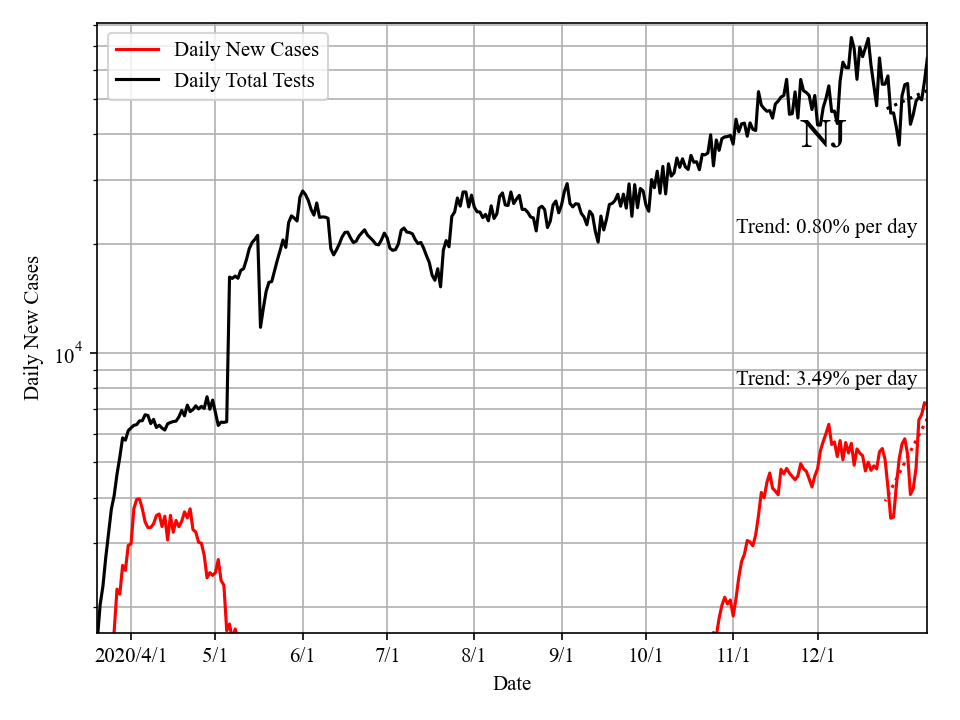 Daily New Cases
Daily Total Tests
NJ
Trend: 0.80% per day
Trend: 3.49% per day
Daily New Cases
10^4
2020/4/1 5/1 6/1 7/1 8/1 9/1 10/1 11/1 12/1
Date